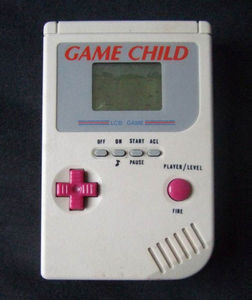 GAME CHILD
LCD GAME
OFF ON START ACL
PAUSE
PLAYER/LEVEL
FIRE